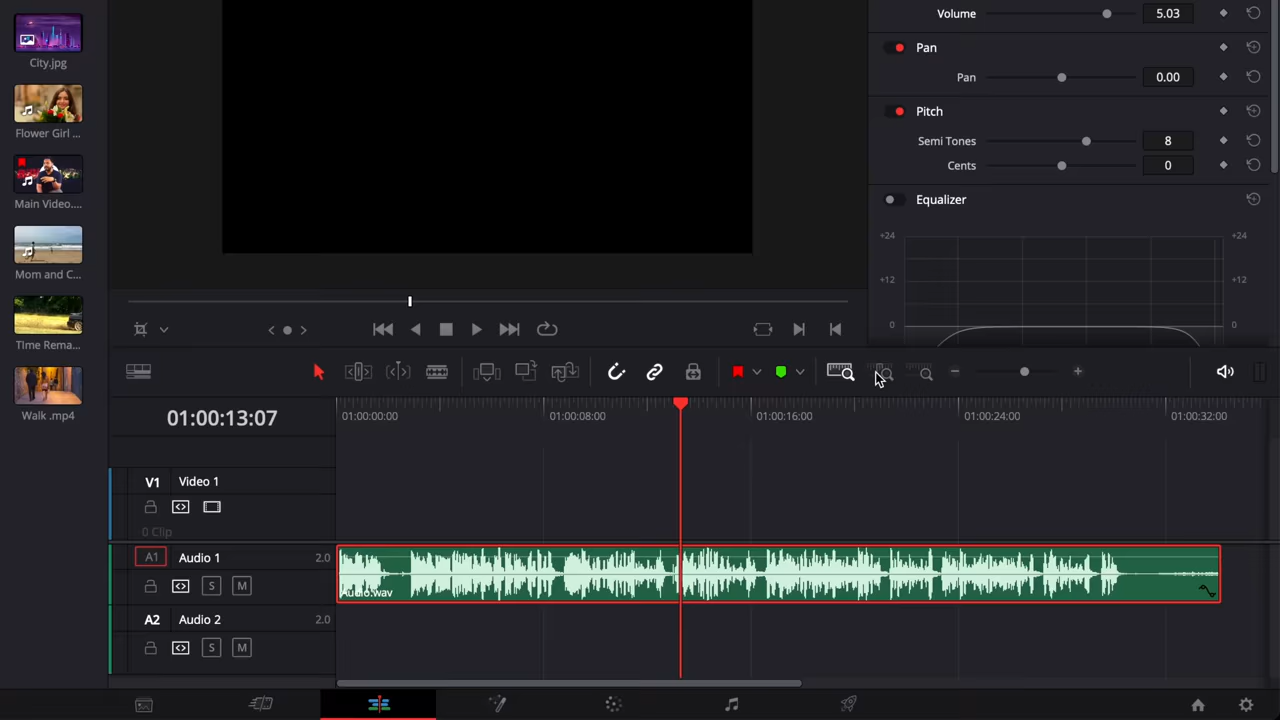 City.jpg
Flower Girl ...
Main Video....
Mom and C...
TIme Rema...
Walk .mp4
Volume
5.03
Pan
Pan
0.00
Pitch
Semi Tones
8
Cents
0
Equalizer
+24
+24
+12
+12
0
0
01:00:13:07
01:00:00:00
01:00:08:00
01:00:16:00
01:00:24:00
01:00:32:00
V1
Video 1
0 Clip
A1
Audio 1
2.0
S
M
Audio.wav
A2
Audio 2
2.0
S
M